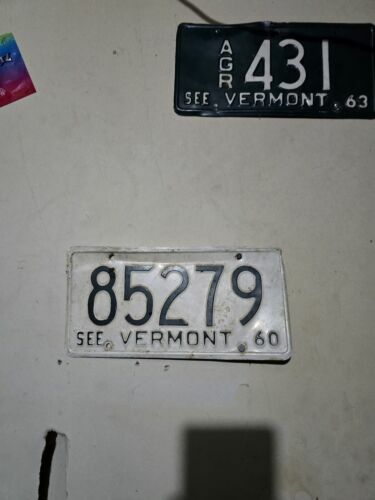 AGR 431
SEE VERMONT 63
85279
SEE VERMONT 60